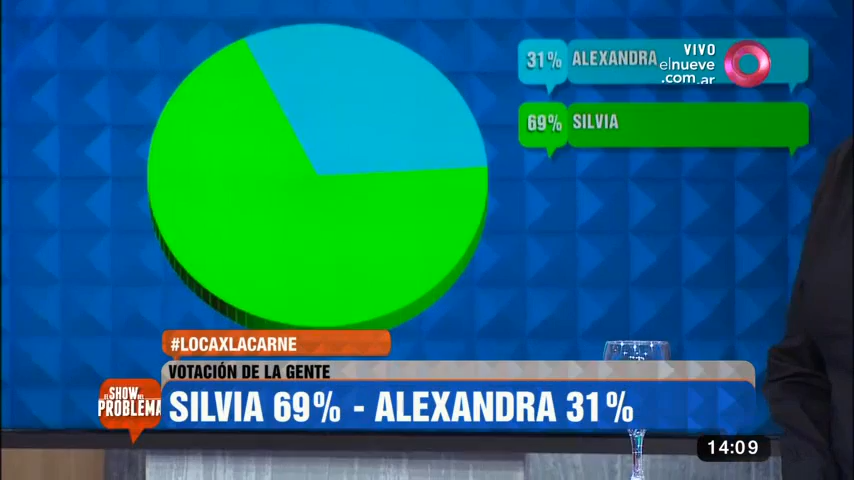 31% ALEXANDRA
VIVO
elnueve
.com.ar
69% SILVIA
#LOCAXLACARNE
VOTACIÓN DE LA GENTE
EL SHOW DEL
PROBLEMA
SILVIA 69% - ALEXANDRA 31%
14:09